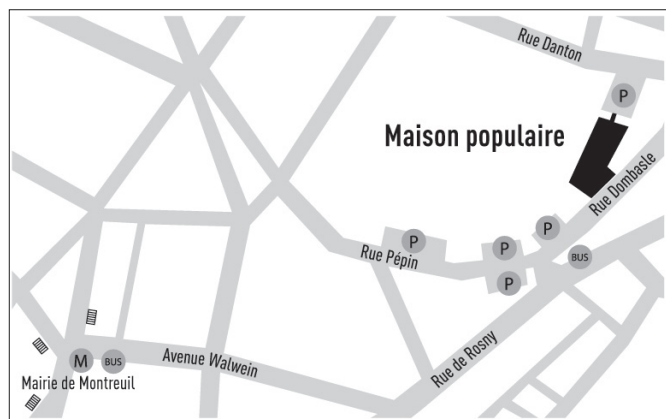 Rue Danton
P
Maison populaire
Rue Dombasle
P
P
P
Rue Pépin
BUS
P
Rue de Rosny
Avenue Walwein
M
BUS
Mairie de Montreuil